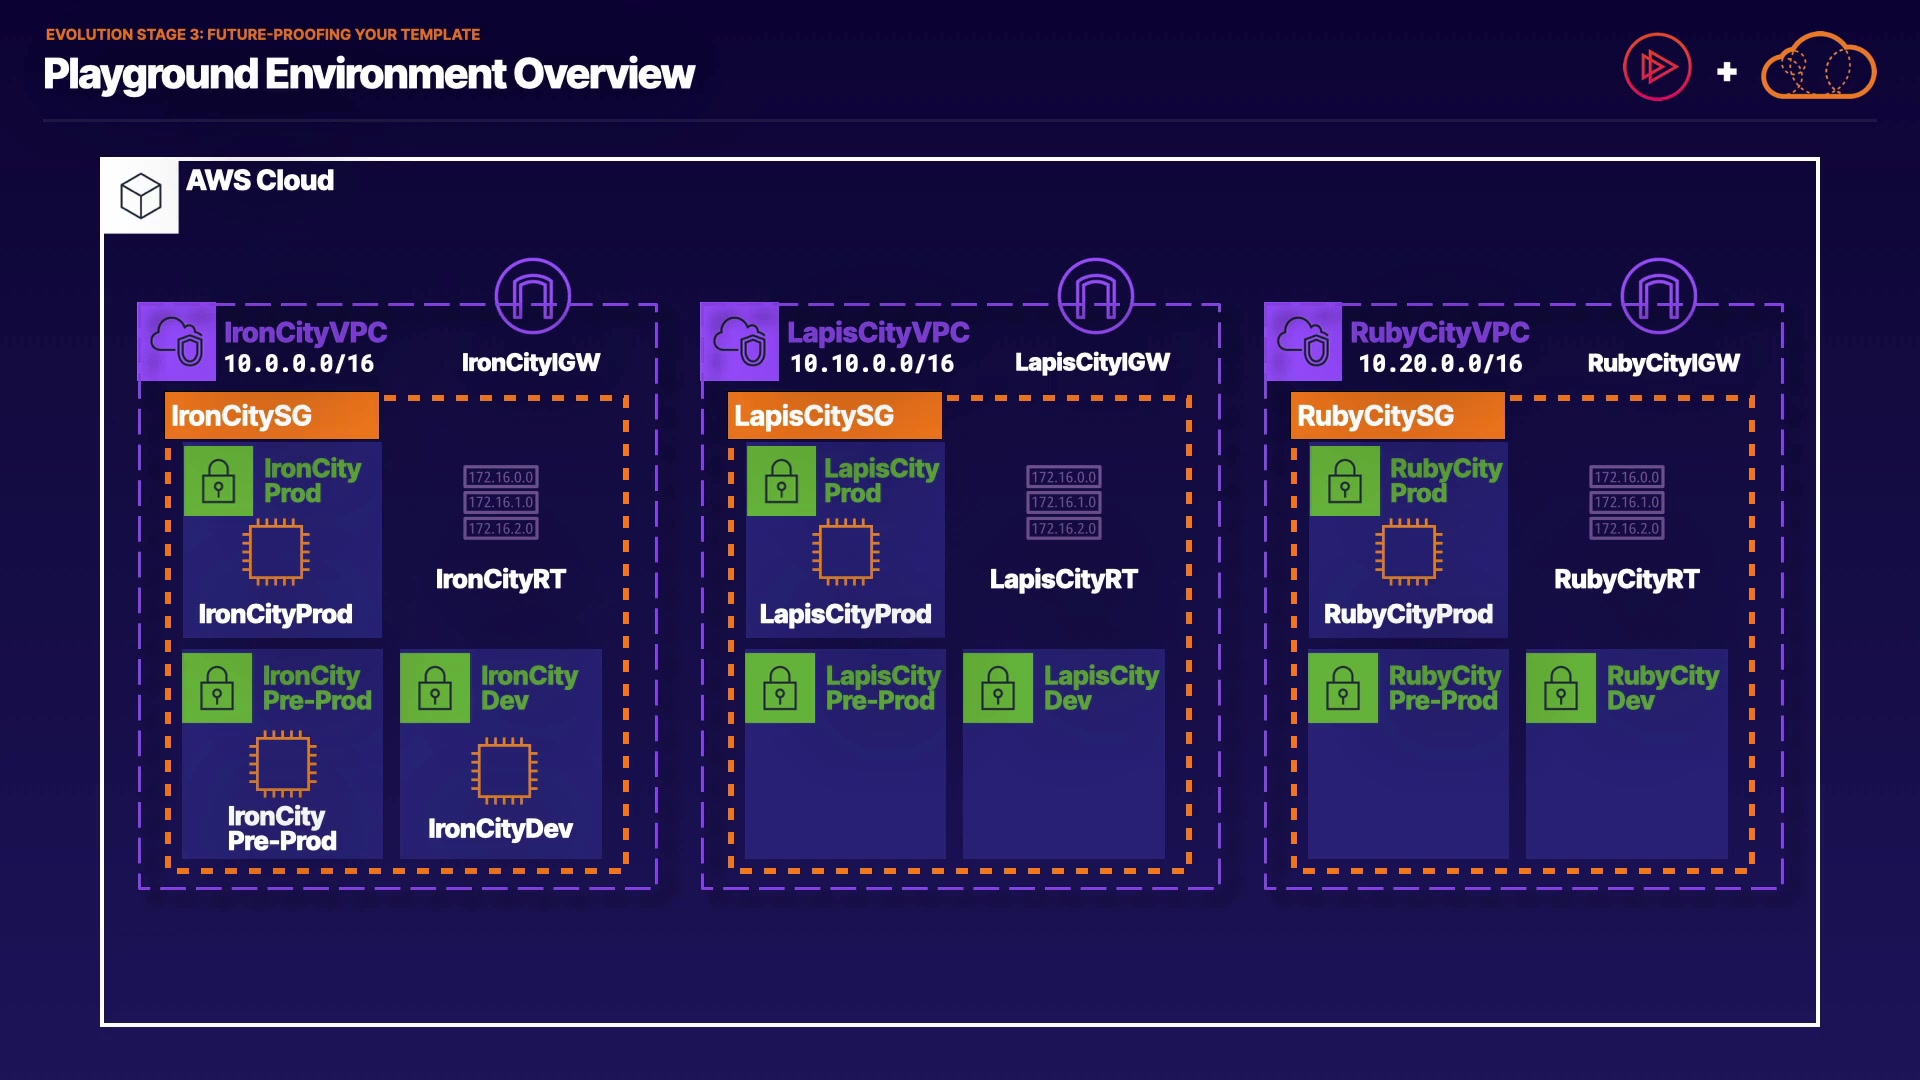 EVOLUTION STAGE 3: FUTURE-PROOFING YOUR TEMPLATE
Playground Environment Overview
AWS Cloud
IronCityVPC
10.0.0.0/16
IronCityIGW
IronCitySG
IronCity
Prod
IronCityProd
172.16.0.0
172.16.1.0
172.16.2.0
IronCityRT
IronCity
Pre-Prod
IronCity
Pre-Prod
IronCity
Dev
IronCityDev
LapisCityVPC
10.10.0.0/16
LapisCityIGW
LapisCitySG
LapisCity
Prod
LapisCityProd
172.16.0.0
172.16.1.0
172.16.2.0
LapisCityRT
LapisCity
Pre-Prod
LapisCity
Dev
RubyCityVPC
10.20.0.0/16
RubyCityIGW
RubyCitySG
RubyCity
Prod
RubyCityProd
172.16.0.0
172.16.1.0
172.16.2.0
RubyCityRT
RubyCity
Pre-Prod
RubyCity
Dev